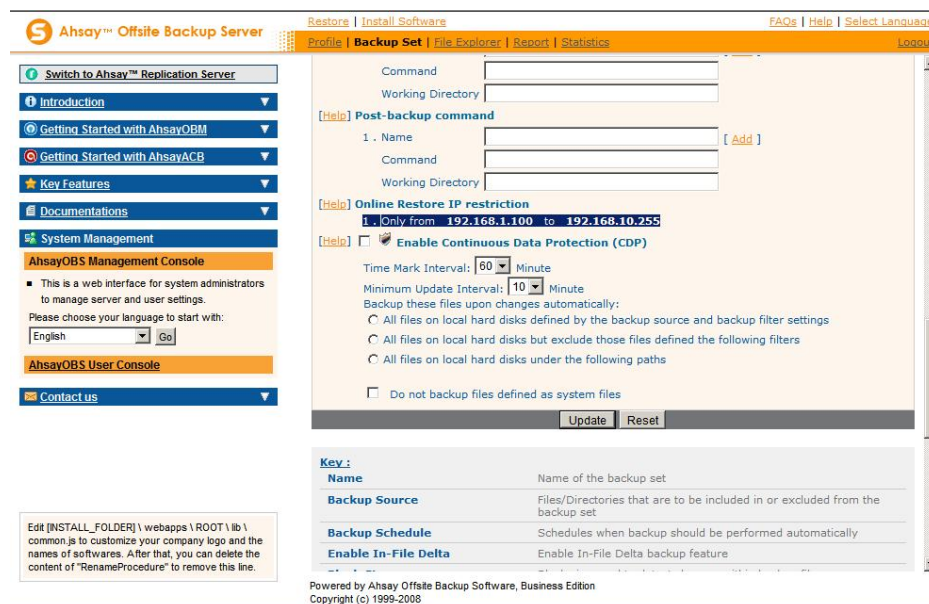 Ahsay™ Offsite Backup Server
Restore | Install Software
FAQs | Help | Select Language
Profile | Backup Set | File Explorer | Report | Statistics
Logou
Switch to Ahsay™ Replication Server
Introduction
Getting Started with AhsayOBM
Getting Started with AhsayACB
Key Features
Documentations
System Management
AhsayOBS Management Console
This is a web interface for system administrators
to manage server and user settings.
Please choose your language to start with:
English Go
AhsayOBS User Console
Contact us
Edit [INSTALL_FOLDER] \ webapps \ ROOT \ lib \
common.js to customize your company logo and the
names of softwares. After that, you can delete the
content of "RenameProcedure" to remove this line.
Command
Working Directory
[Help] Post-backup command
1 . Name [ Add ]
Command
Working Directory
[Help] Online Restore IP restriction
1 . Only from 192.168.1.100 to 192.168.10.255
[Help] Enable Continuous Data Protection (CDP)
Time Mark Interval: 60 Minute
Minimum Update Interval: 10 Minute
Backup these files upon changes automatically:
All files on local hard disks defined by the backup source and backup filter settings
All files on local hard disks but exclude those files defined the following filters
All files on local hard disks under the following paths
Do not backup files defined as system files
Update Reset
Key :
Name Name of the backup set
Backup Source Files/Directories that are to be included in or excluded from the
backup set
Backup Schedule Schedules when backup should be performed automatically
Enable In-File Delta Enable In-File Delta backup feature
Powered by Ahsay Offsite Backup Software, Business Edition
Copyright (c) 1999-2008